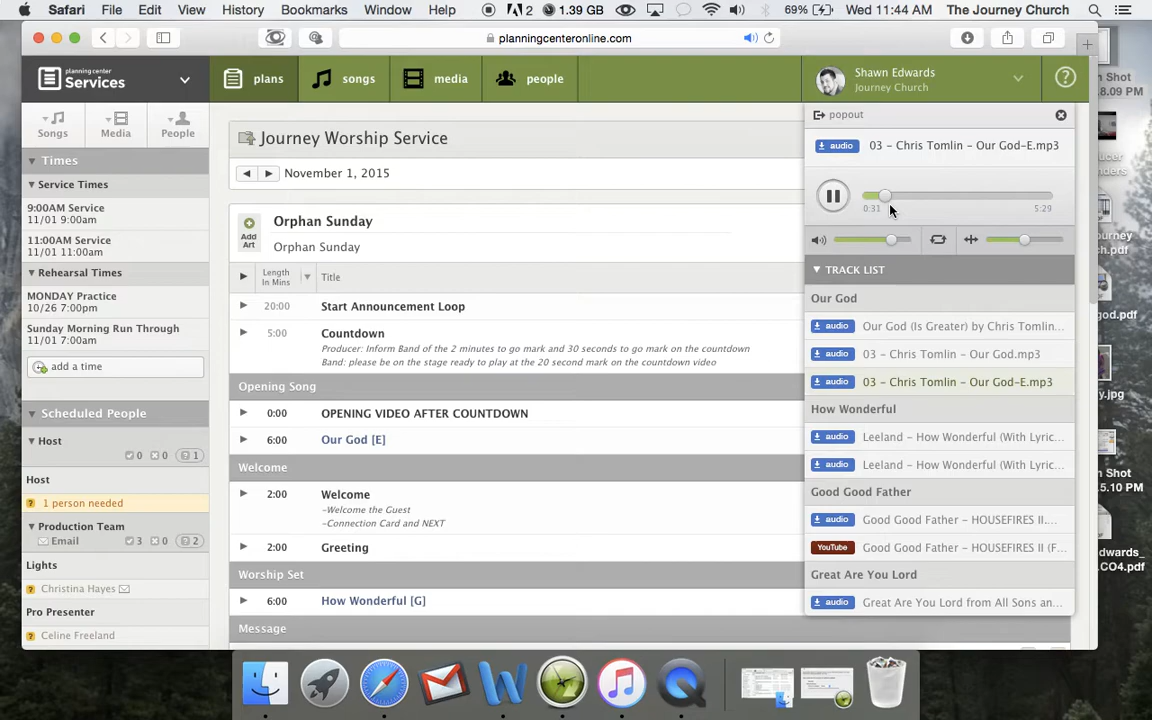 Safari File Edit View History Bookmarks Window Help 2 1.39 GB 69% Wed 11:44 AM The Journey Church
planningcenteronline.com
planning center
Services
plans songs media people
Shawn Edwards
Journey Church
Songs Media People
popout
Times
Journey Worship Service
audio 03 - Chris Tomlin - Our God-E.mp3
Service Times
November 1, 2015
9:00AM Service
11/01 9:00am
0:31 5:29
11:00AM Service
11/01 11:00am
Add
Art
Orphan Sunday
Orphan Sunday
Rehearsal Times
Length
In Mins
Title
TRACK LIST
MONDAY Practice
10/26 7:00pm
20:00 Start Announcement Loop
Our God
Sunday Morning Run Through
11/01 7:00am
5:00 Countdown
Producer: Inform Band of the 2 minutes to go mark and 30 seconds to go mark on the countdown
Band: please be on the stage ready to play at the 20 second mark on the countdown video
audio Our God (Is Greater) by Chris Tomlin...
audio 03 - Chris Tomlin - Our God.mp3
add a time
Opening Song
audio 03 - Chris Tomlin - Our God-E.mp3
Scheduled People
0:00 OPENING VIDEO AFTER COUNTDOWN
How Wonderful
Host
0 0 1
6:00 Our God [E]
audio Leeland - How Wonderful (With Lyric...
Host
Welcome
audio Leeland - How Wonderful (With Lyric...
1 person needed
2:00 Welcome
-Welcome the Guest
-Connection Card and NEXT
Good Good Father
Production Team
Email 3 0 2
audio Good Good Father - HOUSEFIRES II....
Lights
2:00 Greeting
YouTube Good Good Father - HOUSEFIRES II (F...
Christina Hayes
Worship Set
Great Are You Lord
Pro Presenter
6:00 How Wonderful [G]
audio Great Are You Lord from All Sons an...
Celine Freeland
Message